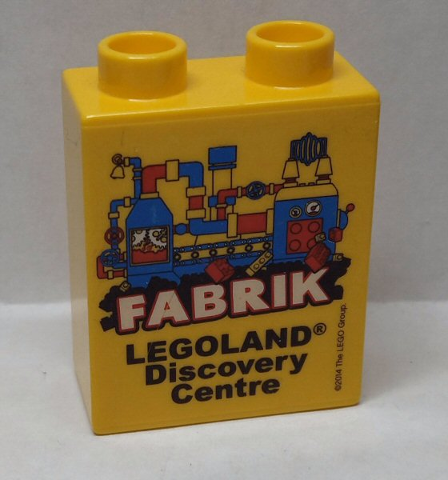 FABRIK
LEGOLAND®
Discovery
Centre
©2014 The LEGO Group.